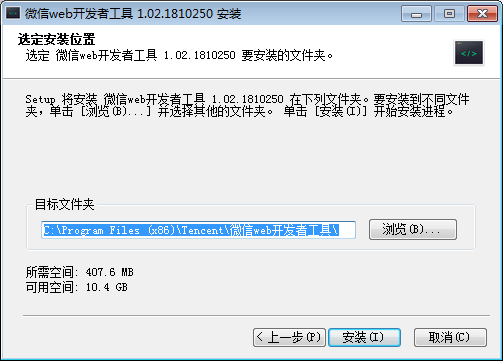 微信web开发者工具 1.02.1810250 安装
选定安装位置
选定 微信web开发者工具 1.02.1810250 要安装的文件夹。
</>
Setup 将安装 微信web开发者工具 1.02.1810250 在下列文件夹。要安装到不同文件
夹，单击 [浏览(B)...] 并选择其他的文件夹。 单击 [安装(I)] 开始安装进程。
目标文件夹
C:\Program Files (x86)\Tencent\微信web开发者工具\
浏览(B)...
所需空间: 407.6 MB
可用空间: 10.4 GB
< 上一步(P)
安装(I)
取消(C)